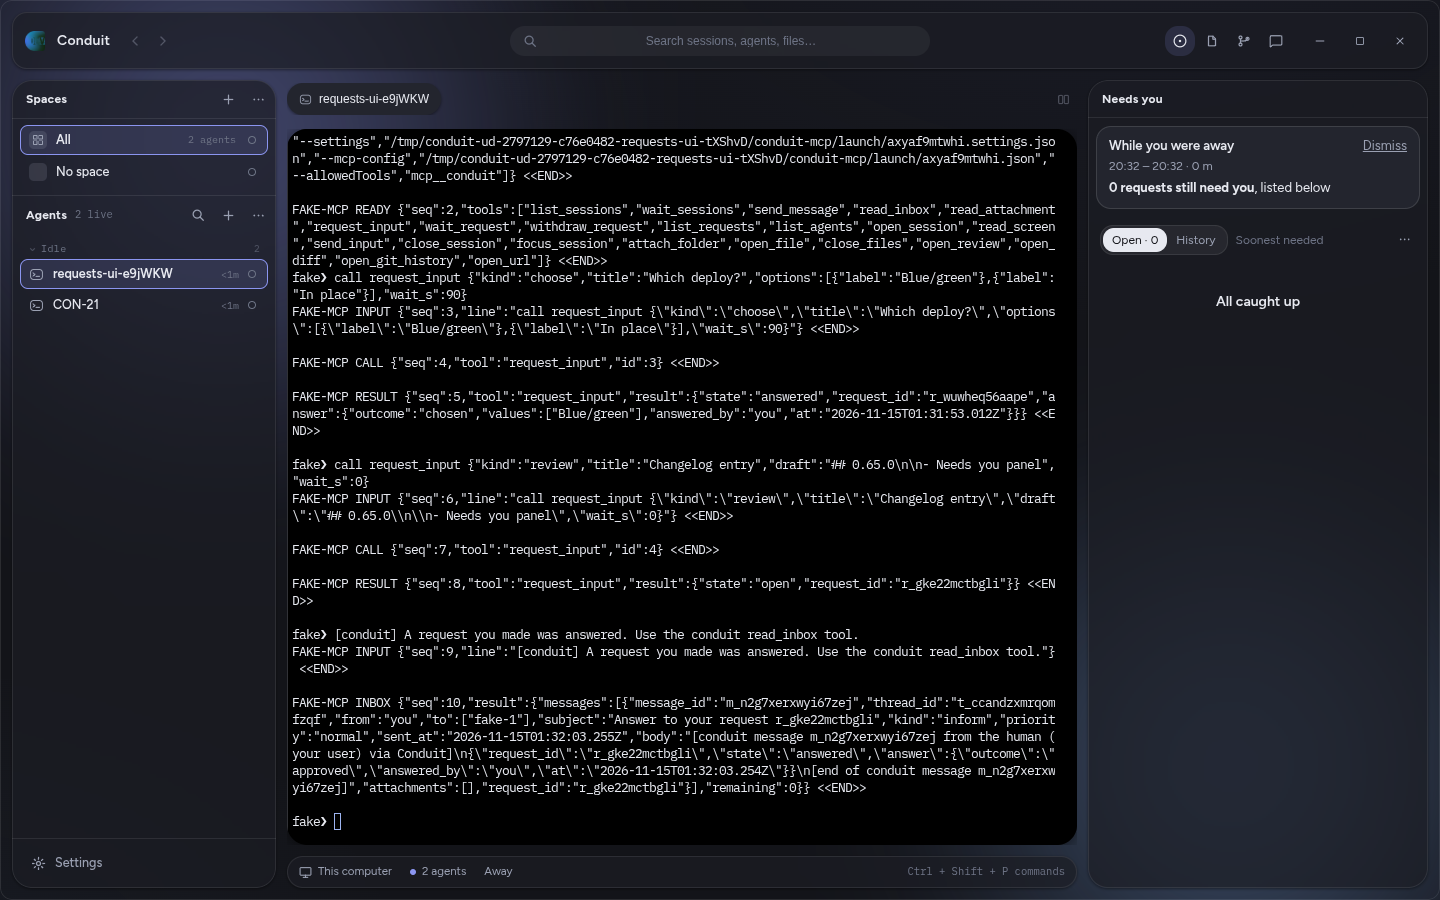 Conduit
Search sessions, agents, files…
Spaces
All
2 agents
No space
Agents 2 live
Idle
2
requests-ui-e9jWKW
<1m
CON-21
<1m
Settings
requests-ui-e9jWKW
"--settings","/tmp/conduit-ud-2797129-c76e0482-requests-ui-tXShvD/conduit-mcp/launch/axyaf9mtwhi.settings.jso
n","--mcp-config","/tmp/conduit-ud-2797129-c76e0482-requests-ui-tXShvD/conduit-mcp/launch/axyaf9mtwhi.json","
--allowedTools","mcp__conduit"]} <<END>>
FAKE-MCP READY {"seq":2,"tools":["list_sessions","wait_sessions","send_message","read_inbox","read_attachment
","request_input","wait_request","withdraw_request","list_requests","list_agents","open_session","read_screen
","send_input","close_session","focus_session","attach_folder","open_file","close_files","open_review","open_
diff","open_git_history","open_url"]} <<END>>
fake❯ call request_input {"kind":"choose","title":"Which deploy?","options":[{"label":"Blue/green"},{"label":
"In place"}],"wait_s":90}
FAKE-MCP INPUT {"seq":3,"line":"call request_input {\"kind\":\"choose\",\"title\":\"Which deploy?\",\"options
\":[{\"label\":\"Blue/green\"},{\"label\":\"In place\"}],\"wait_s\":90}"} <<END>>
FAKE-MCP CALL {"seq":4,"tool":"request_input","id":3} <<END>>
FAKE-MCP RESULT {"seq":5,"tool":"request_input","result":{"state":"answered","request_id":"r_wuwheq56aape","a
nswer":{"outcome":"chosen","values":["Blue/green"],"answered_by":"you","at":"2026-11-15T01:31:53.012Z"}}} <<E
ND>>
fake❯ call request_input {"kind":"review","title":"Changelog entry","draft":"## 0.65.0\n\n- Needs you panel",
"wait_s":0}
FAKE-MCP INPUT {"seq":6,"line":"call request_input {\"kind\":\"review\",\"title\":\"Changelog entry\",\"draft
\":\"## 0.65.0\\n\\n- Needs you panel\",\"wait_s\":0}"} <<END>>
FAKE-MCP CALL {"seq":7,"tool":"request_input","id":4} <<END>>
FAKE-MCP RESULT {"seq":8,"tool":"request_input","result":{"state":"open","request_id":"r_gke22mctbgli"}} <<EN
D>>
fake❯ [conduit] A request you made was answered. Use the conduit read_inbox tool.
FAKE-MCP INPUT {"seq":9,"line":"[conduit] A request you made was answered. Use the conduit read_inbox tool."}
<<END>>
FAKE-MCP INBOX {"seq":10,"result":{"messages":[{"message_id":"m_n2g7xerxwyi67zej","thread_id":"t_ccandzxmrqom
fzqf","from":"you","to":["fake-1"],"subject":"Answer to your request r_gke22mctbgli","kind":"inform","priorit
y":"normal","sent_at":"2026-11-15T01:32:03.255Z","body":"[conduit message m_n2g7xerxwyi67zej from the human (
your user) via Conduit]\n{\"request_id\":\"r_gke22mctbgli\",\"state\":\"answered\",\"answer\":{\"outcome\":\"
approved\",\"answered_by\":\"you\",\"at\":\"2026-11-15T01:32:03.254Z\"}}\n[end of conduit message m_n2g7xerxw
yi67zej]","attachments":[],"request_id":"r_gke22mctbgli"}],"remaining":0}} <<END>>
fake❯
This computer
2 agents
Away
Ctrl + Shift + P commands
Needs you
While you were away
Dismiss
20:32 – 20:32 · 0 m
0 requests still need you, listed below
Open · 0
History
Soonest needed
All caught up